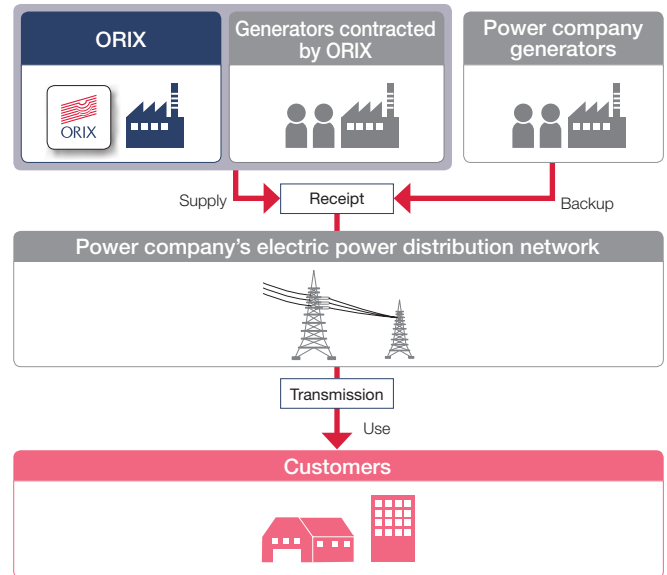 ORIX
Generators contracted
by ORIX
Power company
generators
ORIX
Supply
Receipt
Backup
Power company’s electric power distribution network
Transmission
Use
Customers